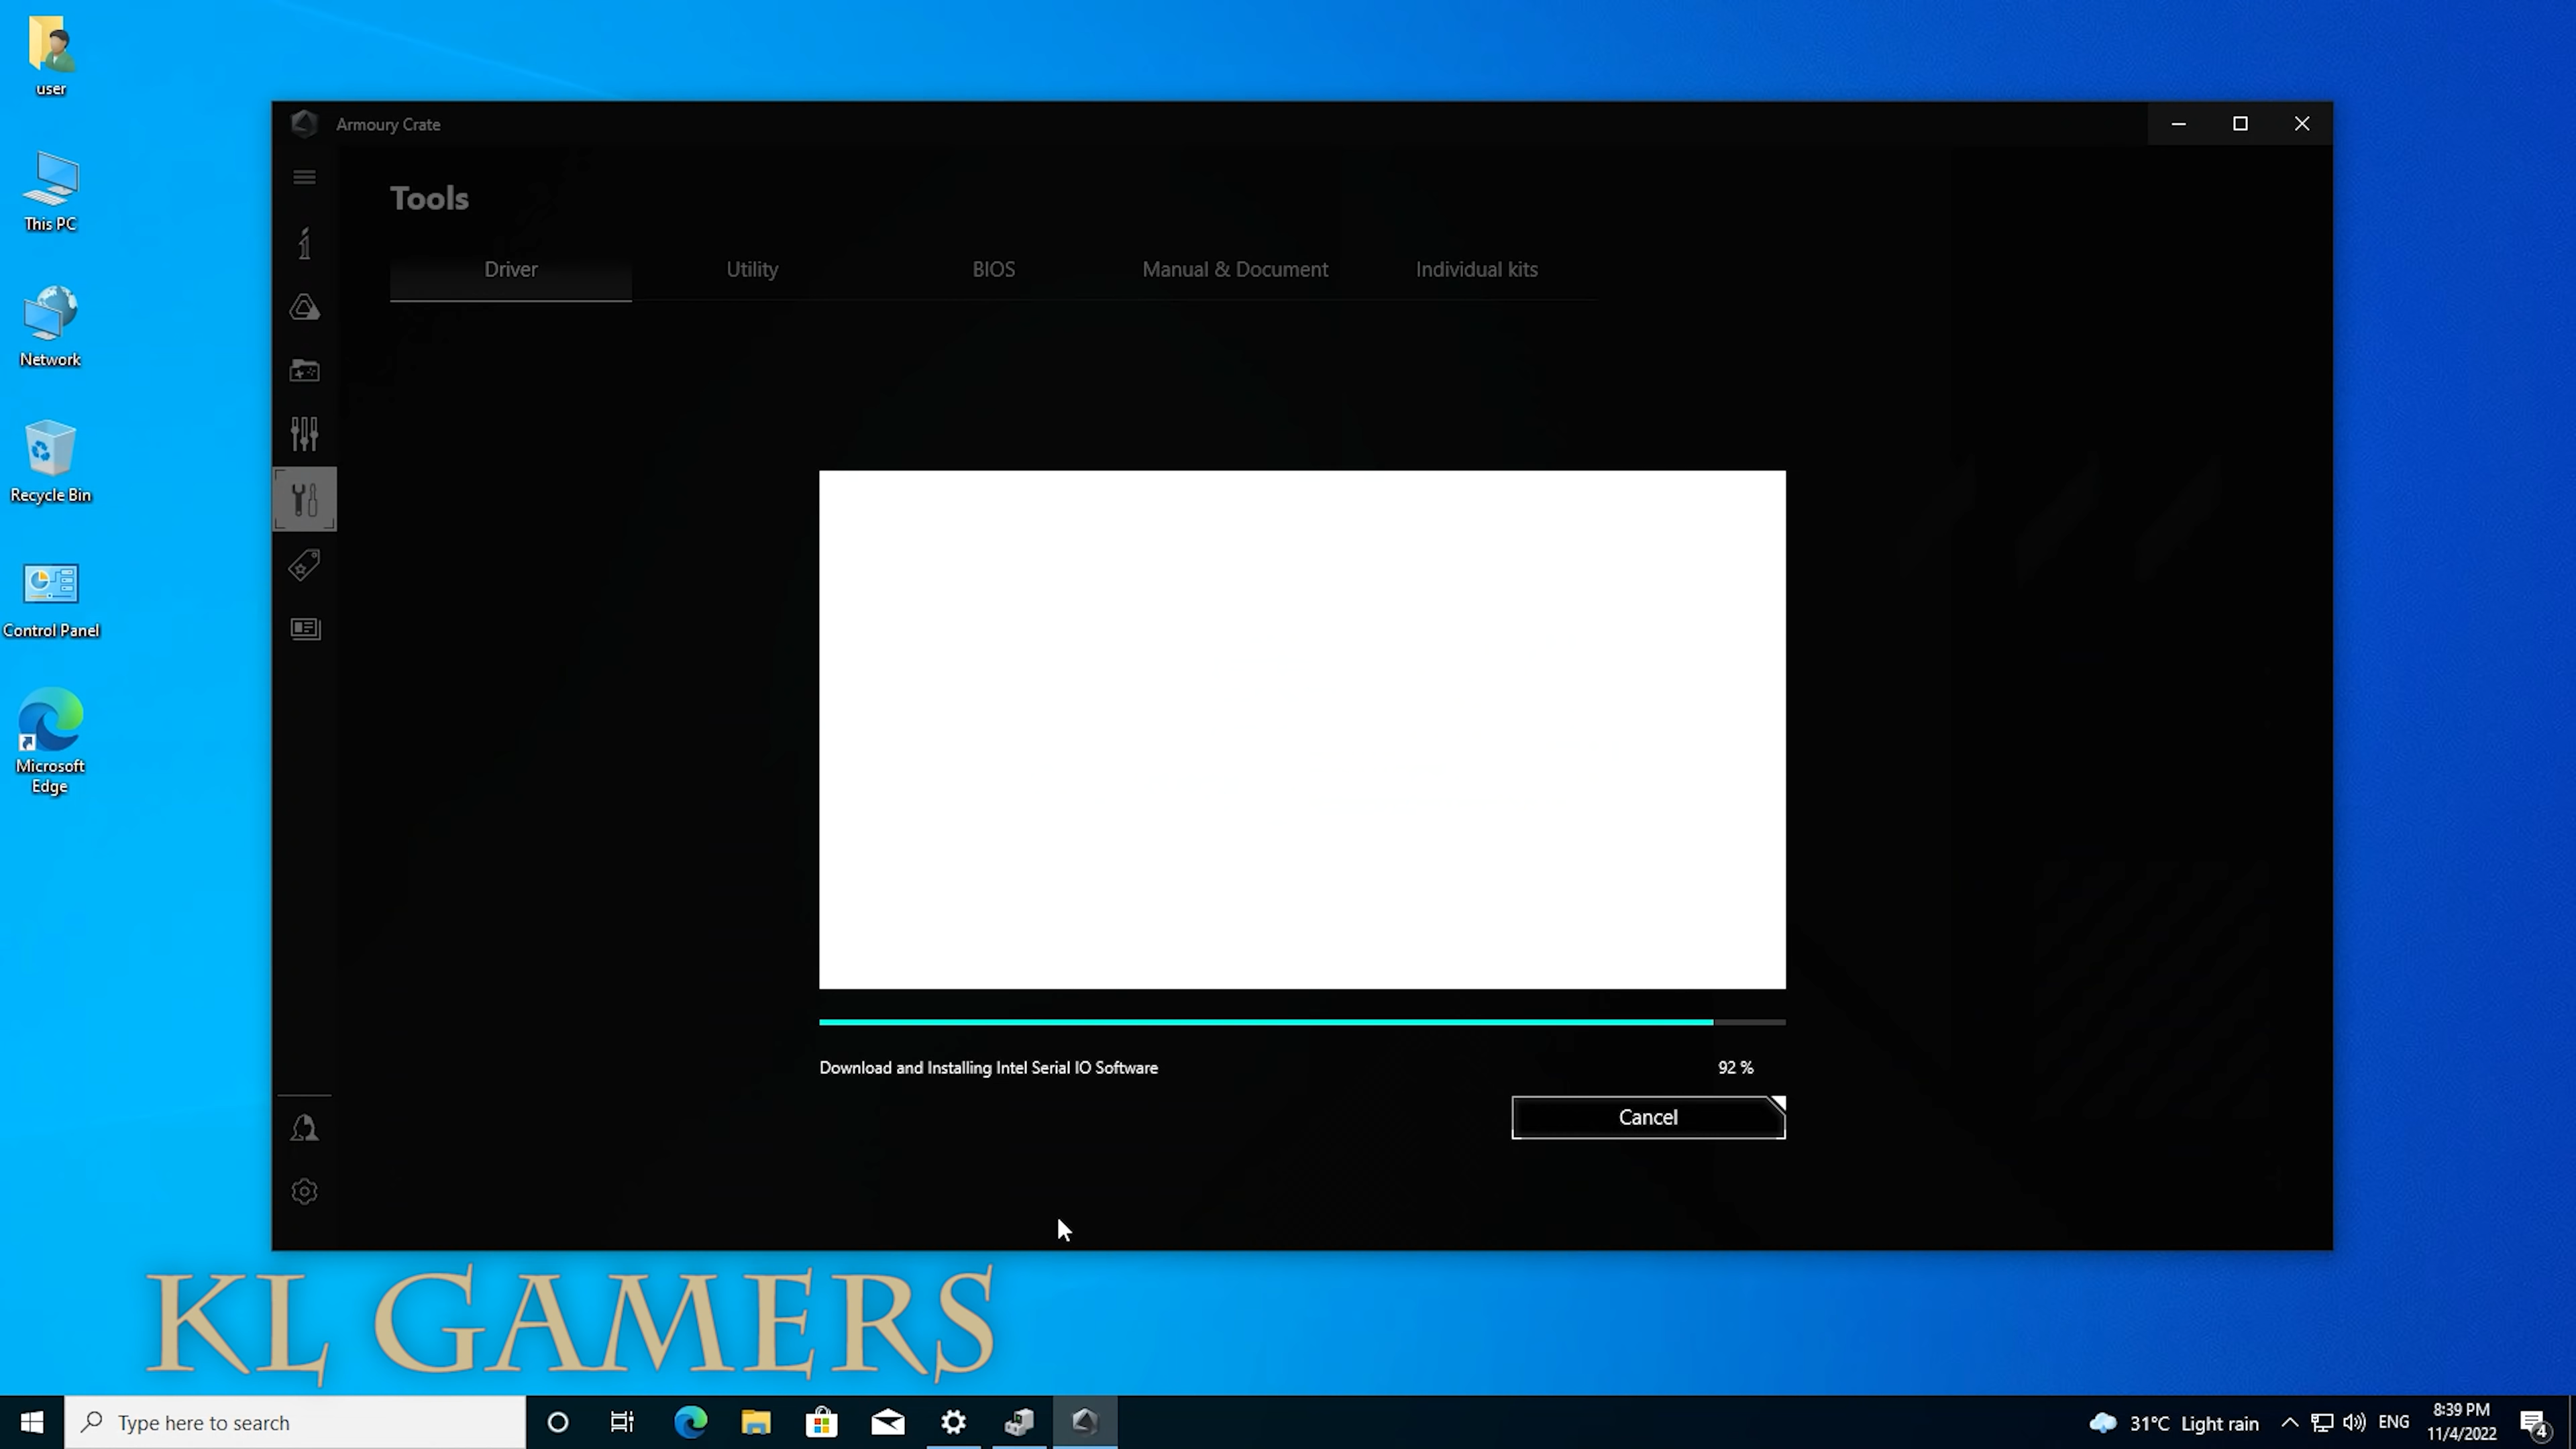 user
This PC
Network
Recycle Bin
Control Panel
Microsoft
Edge
Armoury Crate
Tools
Driver
Utility
BIOS
Manual & Document
Individual kits
Download and Installing Intel Serial IO Software
92 %
Cancel
KL GAMERS
Type here to search
31°C Light rain
ENG
8:39 PM
11/4/2022
4